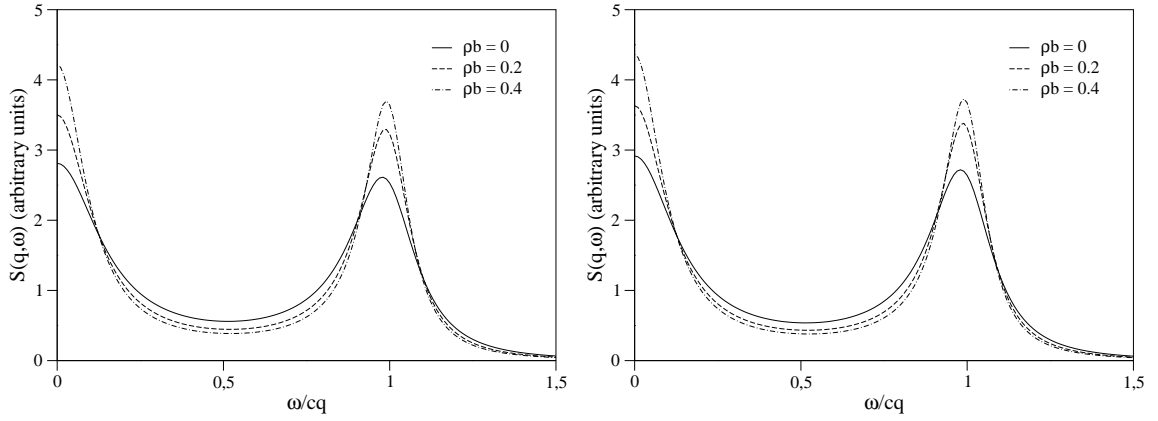 5
4
3
2
1
0
S(q,ω) (arbitrary units)
ρb = 0
ρb = 0.2
ρb = 0.4
0
0,5
1
1,5
ω/cq
5
4
3
2
1
0
S(q,ω) (arbitrary units)
ρb = 0
ρb = 0.2
ρb = 0.4
0
0,5
1
1,5
ω/cq